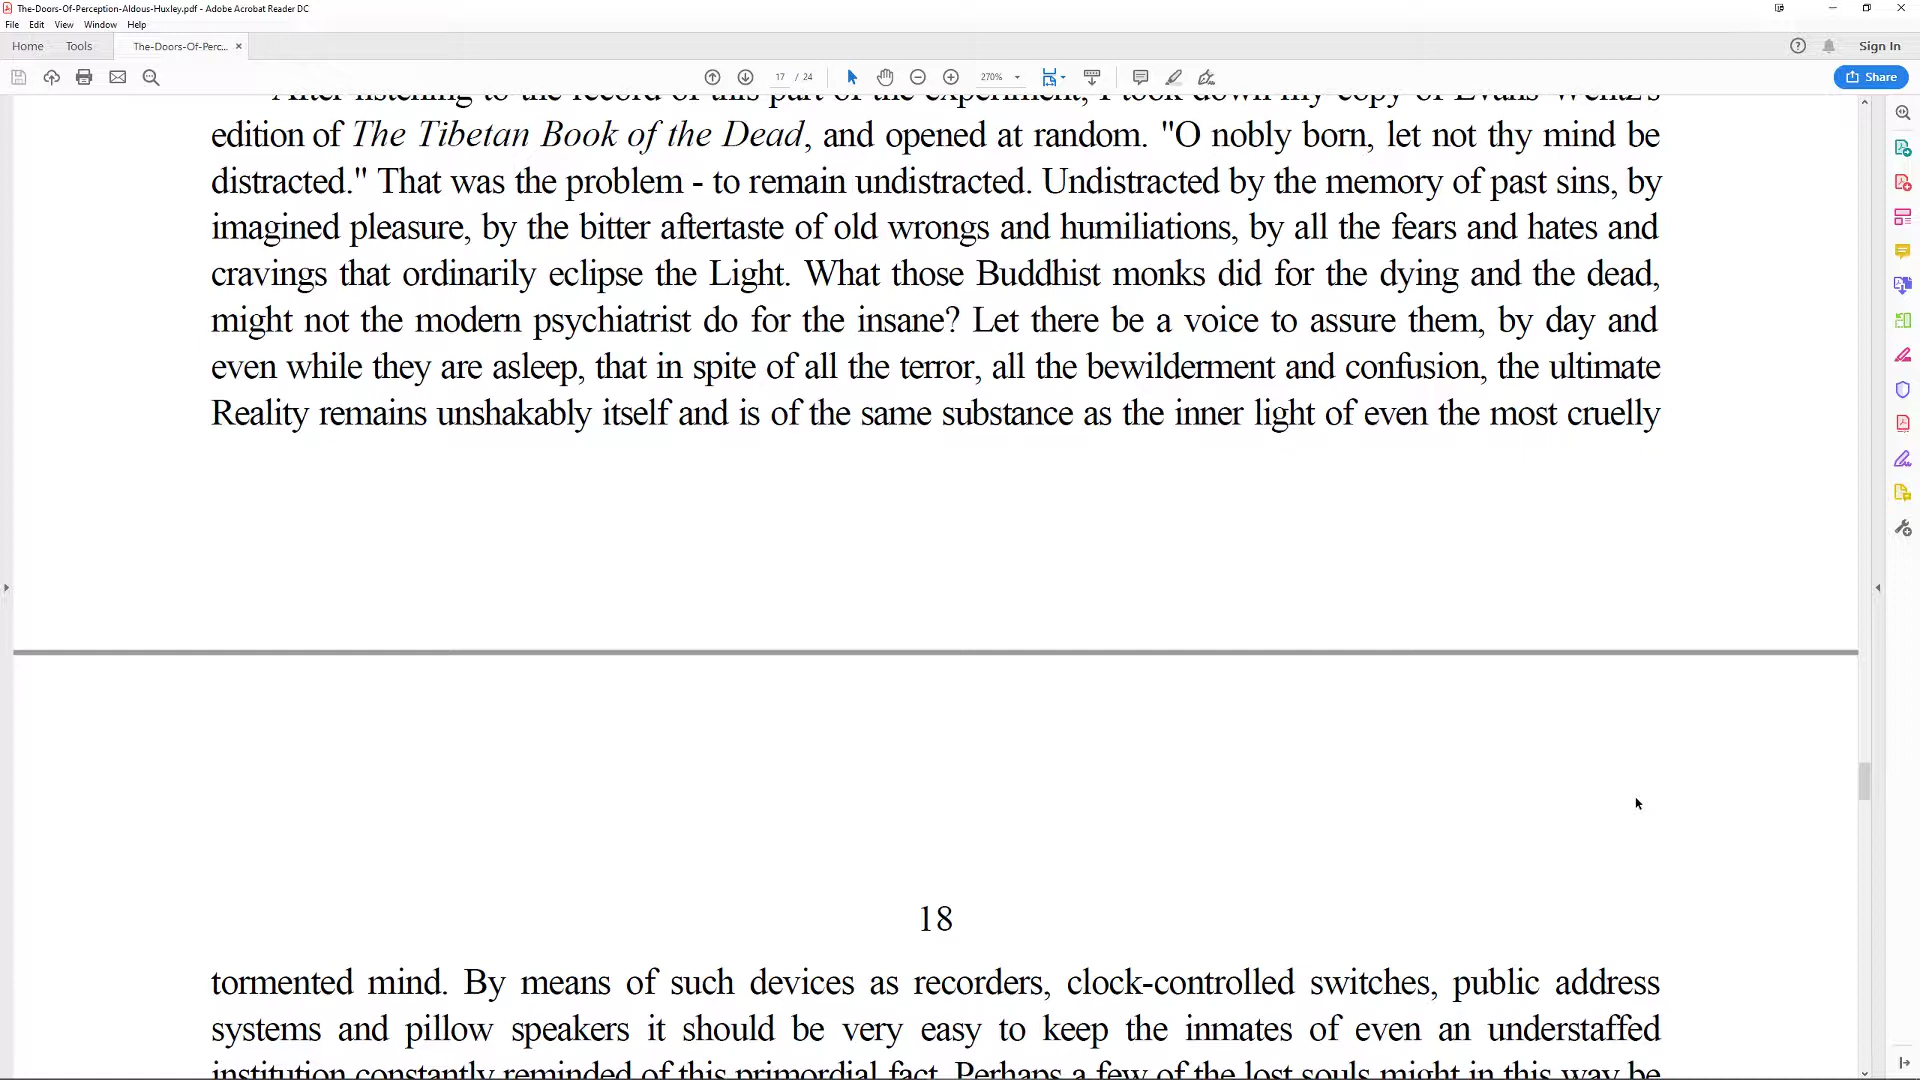 The-Doors-Of-Perception-Aldous-Huxley.pdf - Adobe Acrobat Reader DC
File Edit View Window Help
Home Tools The-Doors-Of-Perc... × Sign In
17 / 24 270% Share
After listening to the record of this part of the experiment, I took down my copy of Evans-Wentz's
edition of The Tibetan Book of the Dead, and opened at random. "O nobly born, let not thy mind be
distracted." That was the problem - to remain undistracted. Undistracted by the memory of past sins, by
imagined pleasure, by the bitter aftertaste of old wrongs and humiliations, by all the fears and hates and
cravings that ordinarily eclipse the Light. What those Buddhist monks did for the dying and the dead,
might not the modern psychiatrist do for the insane? Let there be a voice to assure them, by day and
even while they are asleep, that in spite of all the terror, all the bewilderment and confusion, the ultimate
Reality remains unshakably itself and is of the same substance as the inner light of even the most cruelly
18
tormented mind. By means of such devices as recorders, clock-controlled switches, public address
systems and pillow speakers it should be very easy to keep the inmates of even an understaffed
institution constantly reminded of this primordial fact. Perhaps a few of the lost souls might in this way be